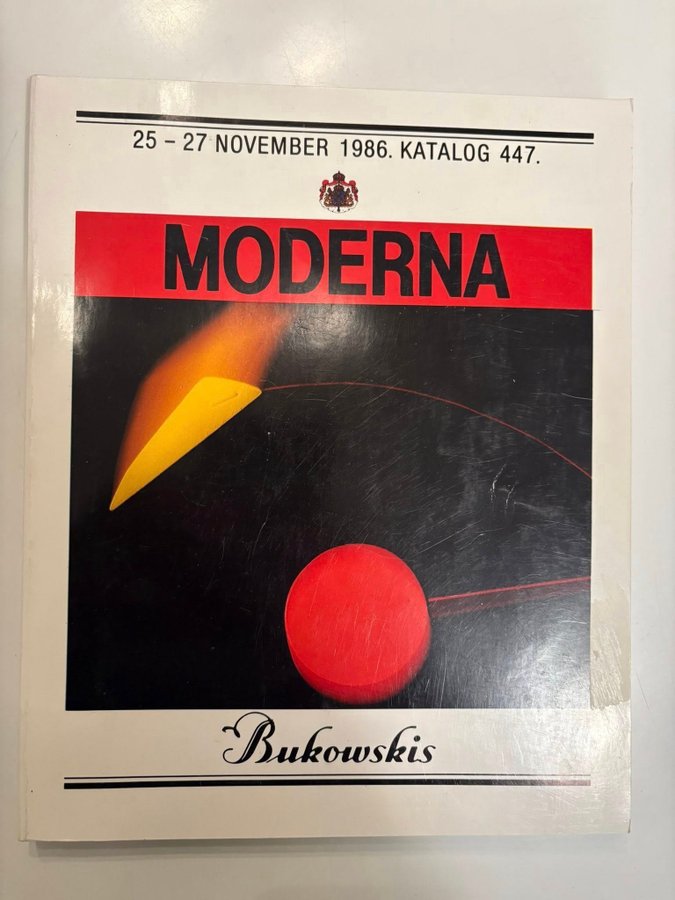 25 – 27 NOVEMBER 1986. KATALOG 447.
MODERNA
Bukowskis